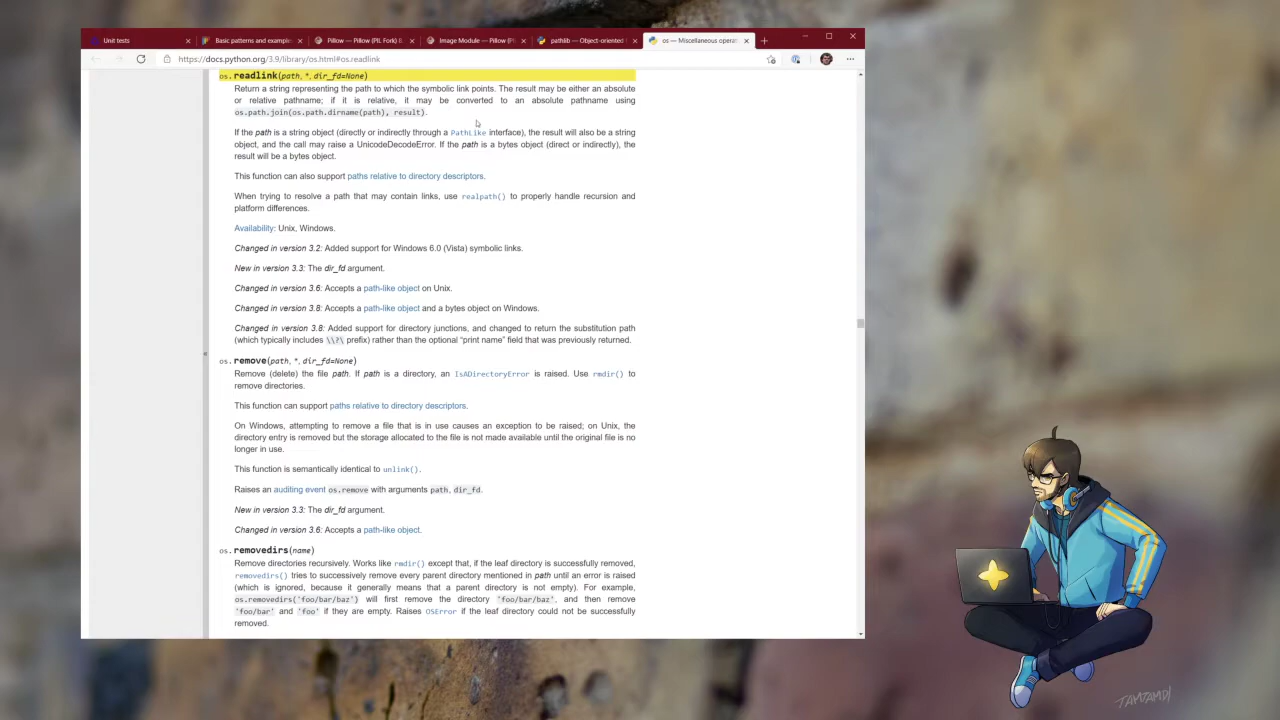 Unit tests
Basic patterns and example
Pillow — Pillow (PIL Fork) 8
Image Module — Pillow (PI
pathlib — Object-oriented
os — Miscellaneous operat
https://docs.python.org/3.9/library/os.html#os.readlink
os.readlink(path, *, dir_fd=None)
Return a string representing the path to which the symbolic link points. The result may be either an absolute
or relative pathname; if it is relative, it may be converted to an absolute pathname using
os.path.join(os.path.dirname(path), result).
If the path is a string object (directly or indirectly through a PathLike interface), the result will also be a string
object, and the call may raise a UnicodeDecodeError. If the path is a bytes object (direct or indirectly), the
result will be a bytes object.
This function can also support paths relative to directory descriptors.
When trying to resolve a path that may contain links, use realpath() to properly handle recursion and
platform differences.
Availability: Unix, Windows.
Changed in version 3.2: Added support for Windows 6.0 (Vista) symbolic links.
New in version 3.3: The dir_fd argument.
Changed in version 3.6: Accepts a path-like object on Unix.
Changed in version 3.8: Accepts a path-like object and a bytes object on Windows.
Changed in version 3.8: Added support for directory junctions, and changed to return the substitution path
(which typically includes \\?\ prefix) rather than the optional “print name” field that was previously returned.
os.remove(path, *, dir_fd=None)
Remove (delete) the file path. If path is a directory, an IsADirectoryError is raised. Use rmdir() to
remove directories.
This function can support paths relative to directory descriptors.
On Windows, attempting to remove a file that is in use causes an exception to be raised; on Unix, the
directory entry is removed but the storage allocated to the file is not made available until the original file is no
longer in use.
This function is semantically identical to unlink().
Raises an auditing event os.remove with arguments path, dir_fd.
New in version 3.3: The dir_fd argument.
Changed in version 3.6: Accepts a path-like object.
os.removedirs(name)
Remove directories recursively. Works like rmdir() except that, if the leaf directory is successfully removed,
removedirs() tries to successively remove every parent directory mentioned in path until an error is raised
(which is ignored, because it generally means that a parent directory is not empty). For example,
os.removedirs('foo/bar/baz') will first remove the directory 'foo/bar/baz', and then remove
'foo/bar' and 'foo' if they are empty. Raises OSError if the leaf directory could not be successfully
removed.
TAMTAMDI